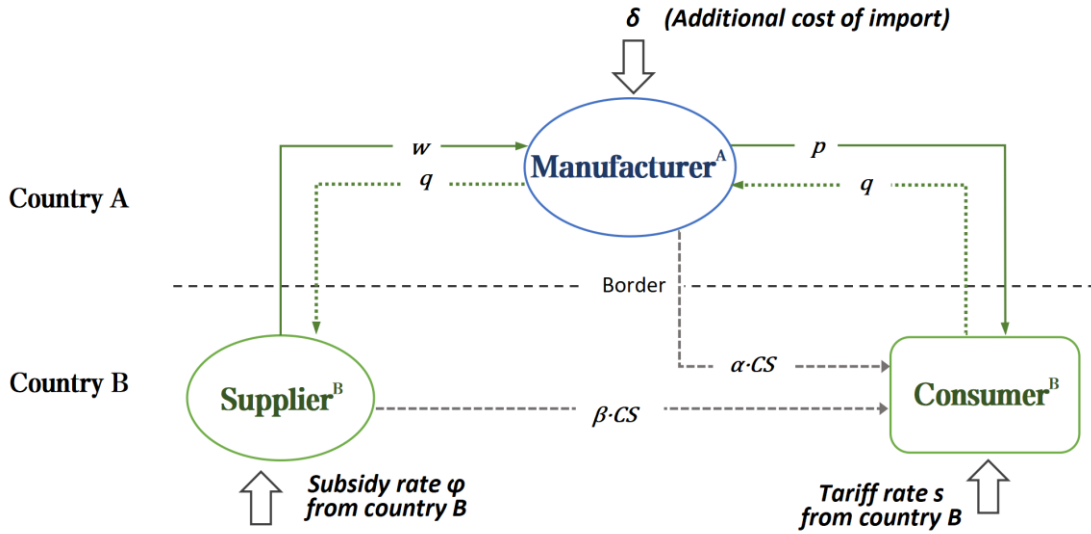 δ (Additional cost of import)
w
Manufacturer^A
p
q
q
Country A
Border
Country B
Supplier^B
α·CS
Consumer^B
β·CS
Subsidy rate φ
from country B
Tariff rate s
from country B